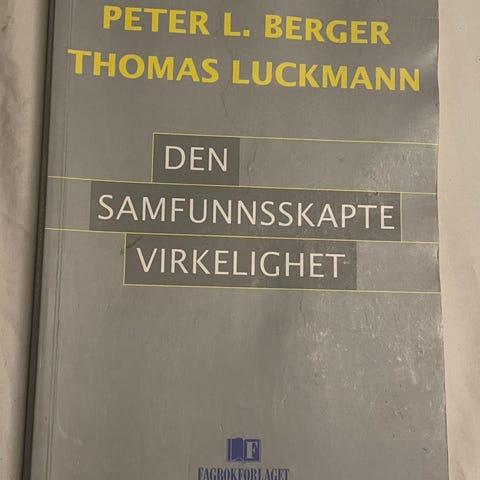 PETER L. BERGER
THOMAS LUCKMANN
DEN
SAMFUNNSSKAPTE
VIRKELIGHET
F
FAGBOKFORLAGET